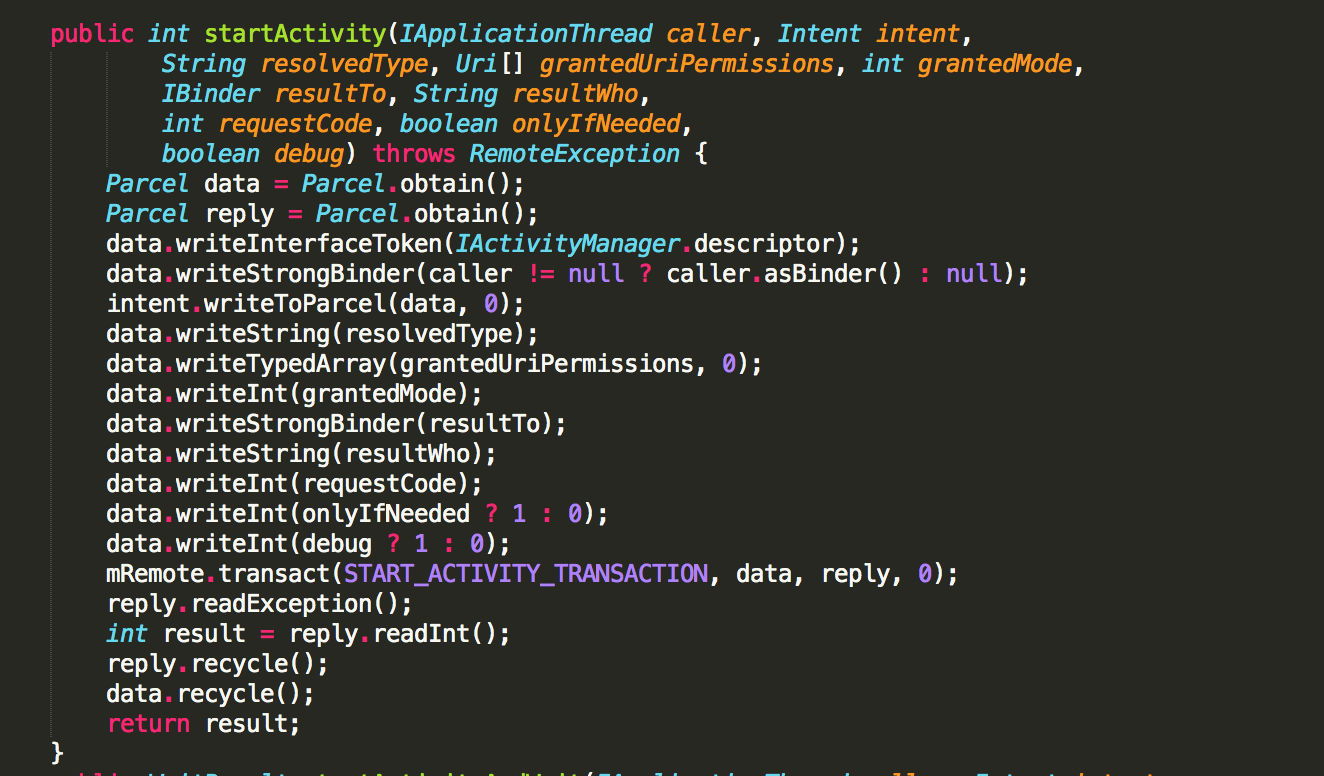 public int startActivity(IApplicationThread caller, Intent intent,
String resolvedType, Uri[] grantedUriPermissions, int grantedMode,
IBinder resultTo, String resultWho,
int requestCode, boolean onlyIfNeeded,
boolean debug) throws RemoteException {
Parcel data = Parcel.obtain();
Parcel reply = Parcel.obtain();
data.writeInterfaceToken(IActivityManager.descriptor);
data.writeStrongBinder(caller != null ? caller.asBinder() : null);
intent.writeToParcel(data, 0);
data.writeString(resolvedType);
data.writeTypedArray(grantedUriPermissions, 0);
data.writeInt(grantedMode);
data.writeStrongBinder(resultTo);
data.writeString(resultWho);
data.writeInt(requestCode);
data.writeInt(onlyIfNeeded ? 1 : 0);
data.writeInt(debug ? 1 : 0);
mRemote.transact(START_ACTIVITY_TRANSACTION, data, reply, 0);
reply.readException();
int result = reply.readInt();
reply.recycle();
data.recycle();
return result;
}